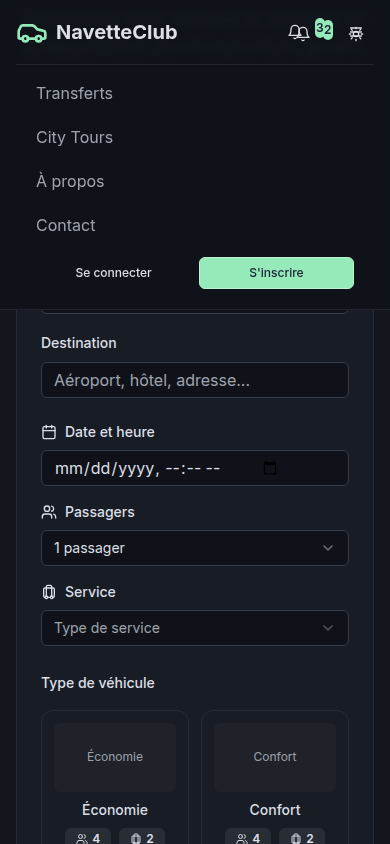 NavetteClub
32
Transferts
City Tours
À propos
Contact
Se connecter
S'inscrire
Destination
Aéroport, hôtel, adresse...
Date et heure
mm/dd/yyyy, --:-- --
Passagers
1 passager
Service
Type de service
Type de véhicule
Économie
Confort
Économie
Confort
4
2
4
2